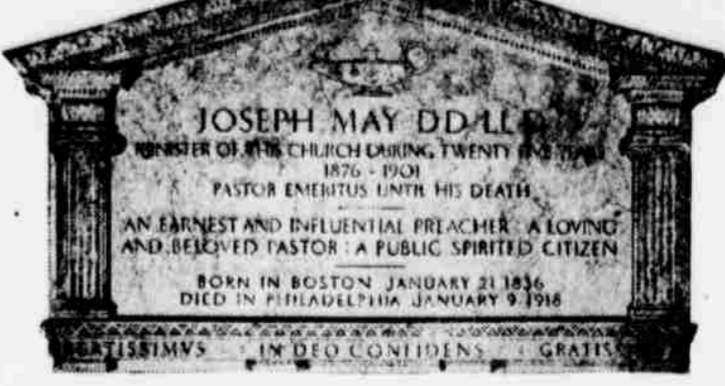 JOSEPH MAY DD LL D
MINISTER OF THIS CHURCH DURING TWENTY FIVE YEARS
1876 - 1901
PASTOR EMERITUS UNTIL HIS DEATH
AN EARNEST AND INFLUENTIAL PREACHER : A LOVING
AND BELOVED PASTOR : A PUBLIC SPIRITED CITIZEN
BORN IN BOSTON JANUARY 21 1836
DIED IN PHILADELPHIA JANUARY 9 1918
IN DEO CONFIDENS